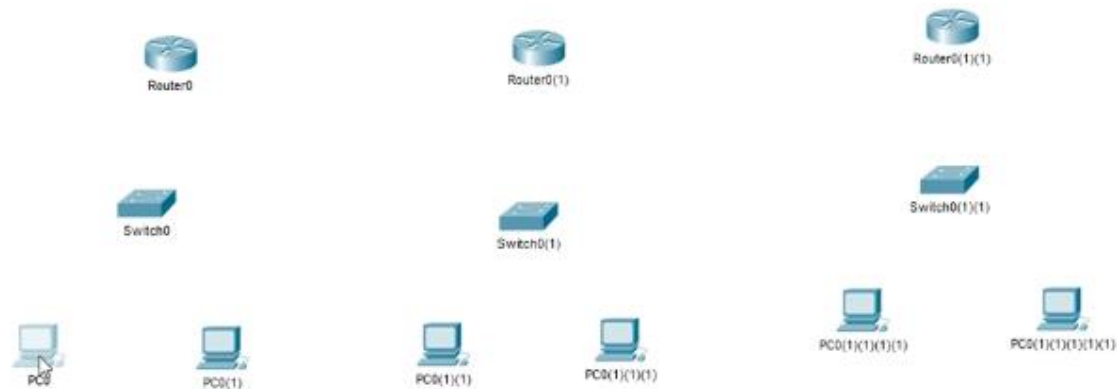 Router0
Router0(1)
Router0(1)(1)
Switch0
Switch0(1)
Switch0(1)(1)
PC0
PC0(1)
PC0(1)(1)
PC0(1)(1)(1)
PC0(1)(1)(1)(1)
PC0(1)(1)(1)(1)(1)